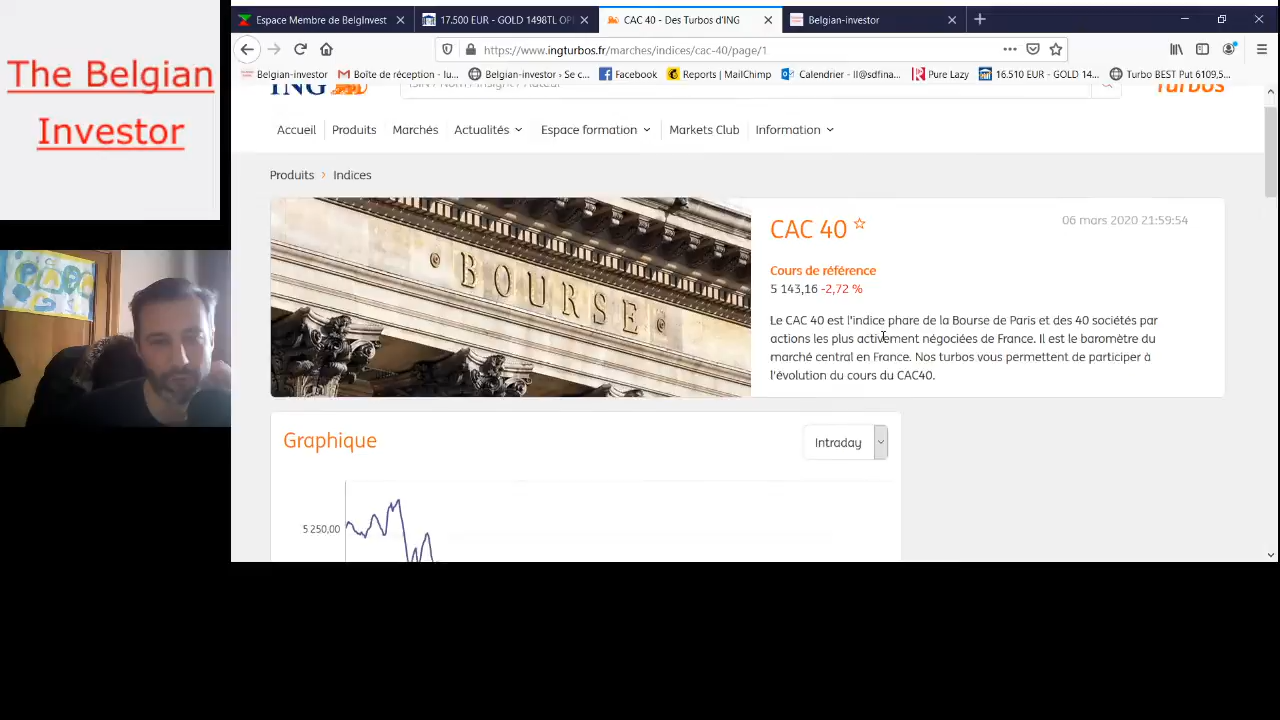 The Belgian
Investor
Espace Membre de BelgInvest
17.500 EUR - GOLD 1498TL OP
CAC 40 - Des Turbos d'ING
Belgian-investor
https://www.ingturbos.fr/marches/indices/cac-40/page/1
Belgian-investor
Boîte de réception - lu...
Belgian-investor › Se c...
Facebook
Reports | MailChimp
Calendrier - ll@sdfina...
Pure Lazy
16.510 EUR - GOLD 14...
Turbo BEST Put 6109,5...
ING
Turbos
Accueil
Produits
Marchés
Actualités
Espace formation
Markets Club
Information
Produits > Indices
BOURSE
CAC 40
06 mars 2020 21:59:54
Cours de référence
5 143,16 -2,72 %
Le CAC 40 est l'indice phare de la Bourse de Paris et des 40 sociétés par
actions les plus activement négociées de France. Il est le baromètre du
marché central en France. Nos turbos vous permettent de participer à
l'évolution du cours du CAC40.
Graphique
Intraday
5 250,00